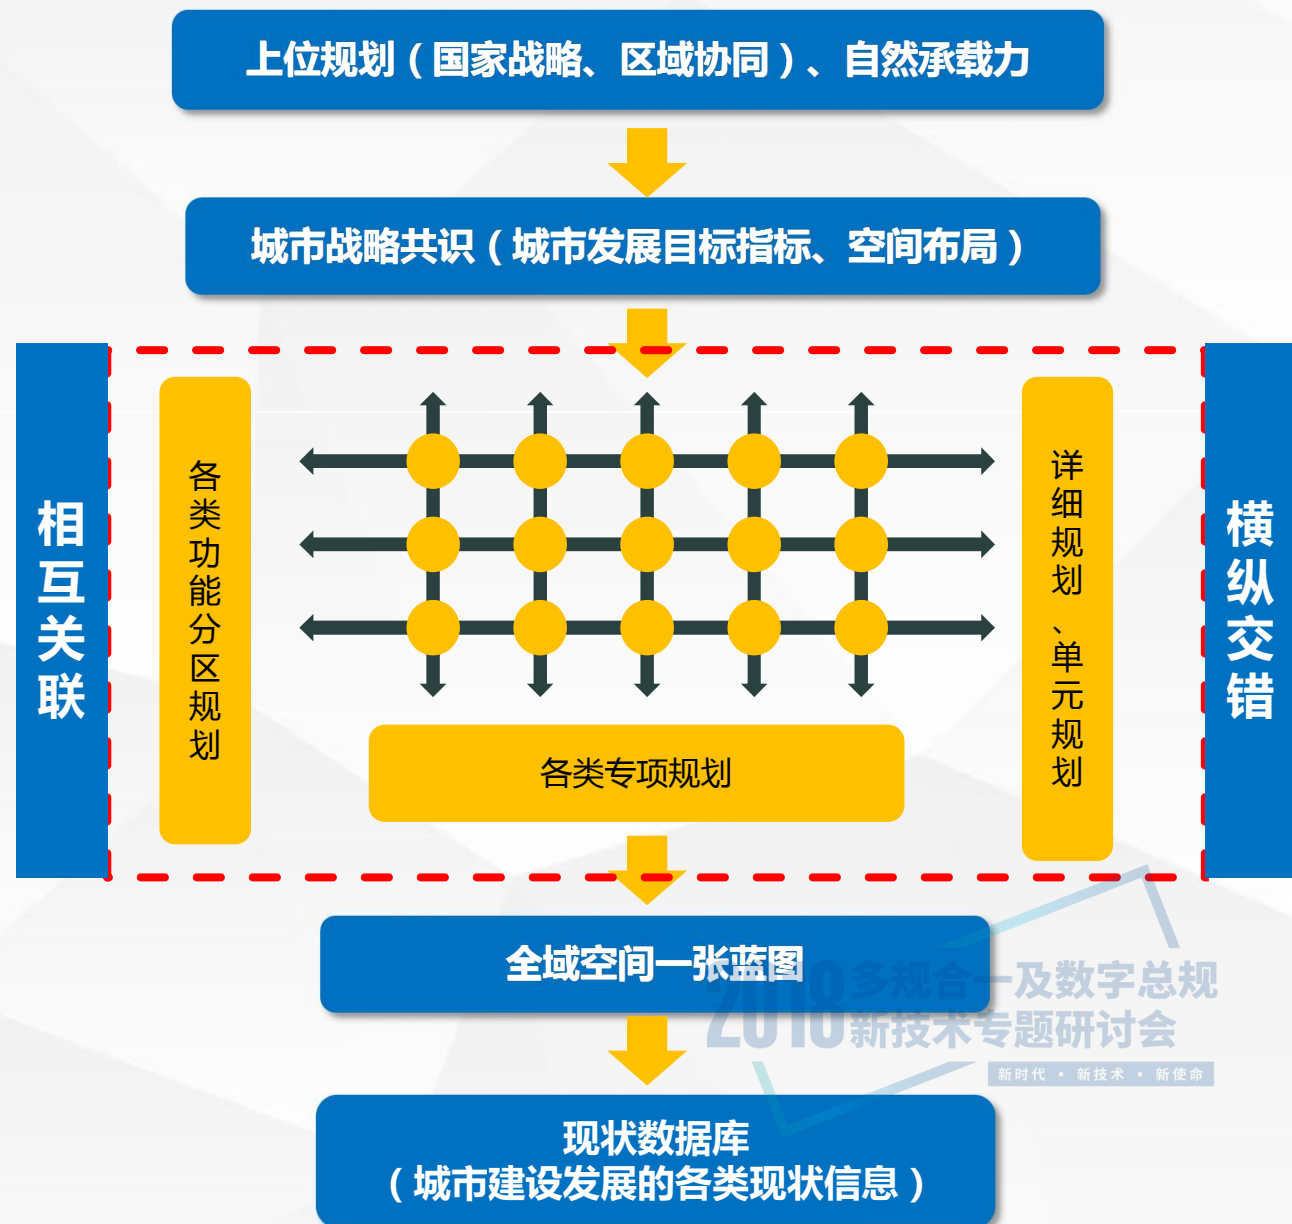 上位规划（国家战略、区域协同）、自然承载力
城市战略共识（城市发展目标指标、空间布局）
相互关联
各类功能分区规划
详细规划、单元规划
横纵交错
各类专项规划
全域空间一张蓝图
2018 多规合一及数字总规
新技术专题研讨会
新时代 · 新技术 · 新使命
现状数据库
（城市建设发展的各类现状信息）